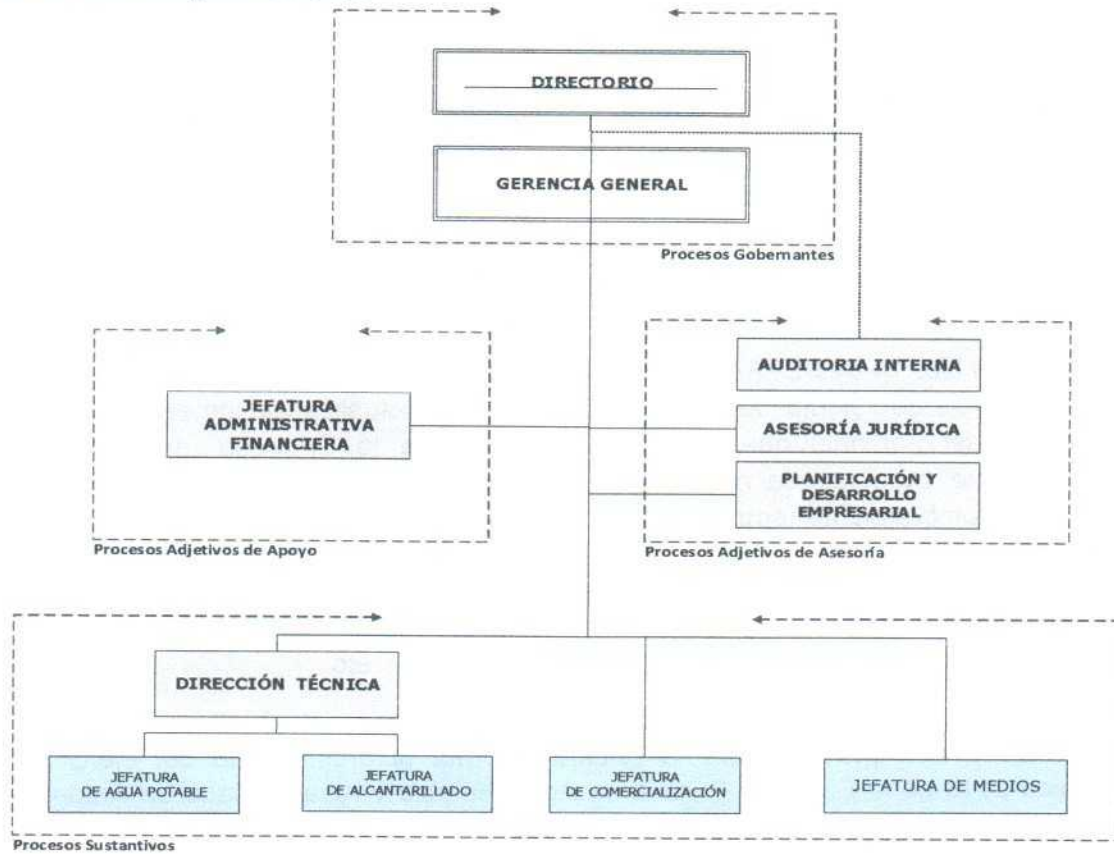 DIRECTORIO
GERENCIA GENERAL
Procesos Gobernantes
JEFATURA
ADMINISTRATIVA
FINANCIERA
Procesos Adjetivos de Apoyo
AUDITORIA INTERNA
ASESORÍA JURÍDICA
PLANIFICACIÓN Y
DESARROLLO
EMPRESARIAL
Procesos Adjetivos de Asesoría
DIRECCIÓN TÉCNICA
JEFATURA
DE AGUA POTABLE
JEFATURA
DE ALCANTARILLADO
JEFATURA
DE COMERCIALIZACIÓN
JEFATURA DE MEDIOS
Procesos Sustantivos